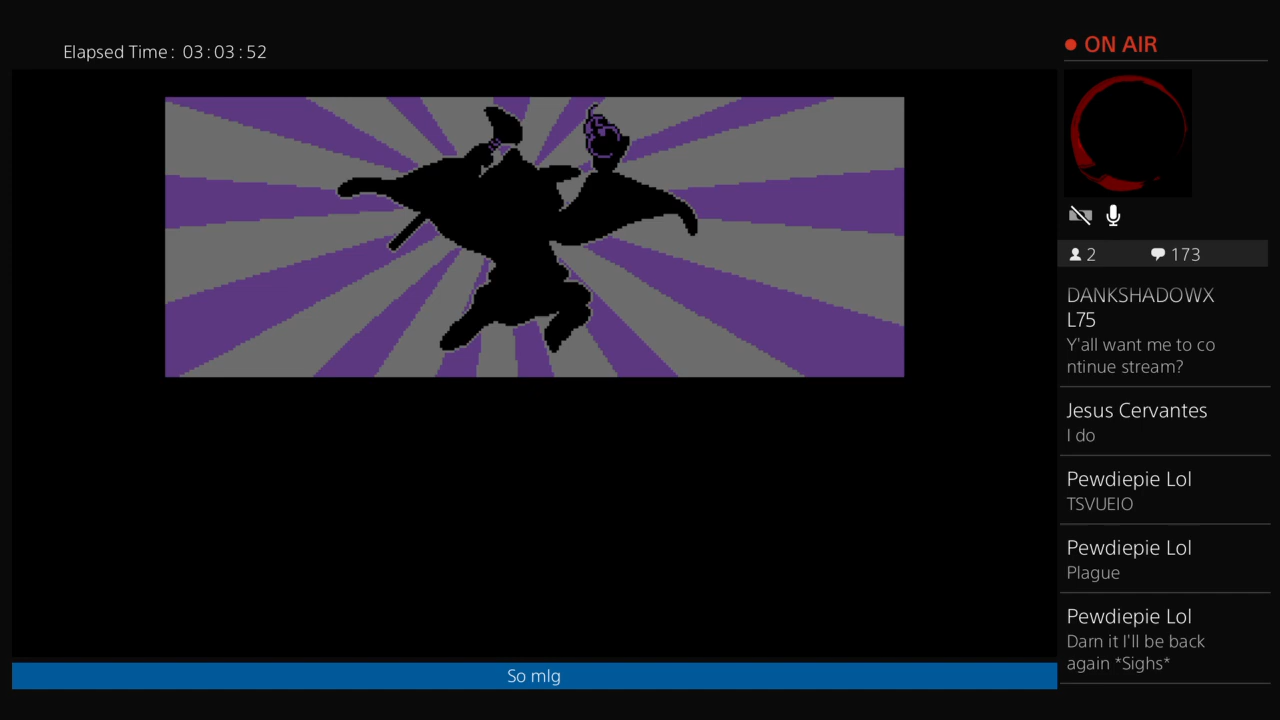 Elapsed Time: 03:03:52
ON AIR
2 173
DANKSHADOWX
L75
Y'all want me to co
ntinue stream?
Jesus Cervantes
I do
Pewdiepie Lol
TSVUEIO
Pewdiepie Lol
Plague
Pewdiepie Lol
Darn it I'll be back
again *Sighs*
So mlg